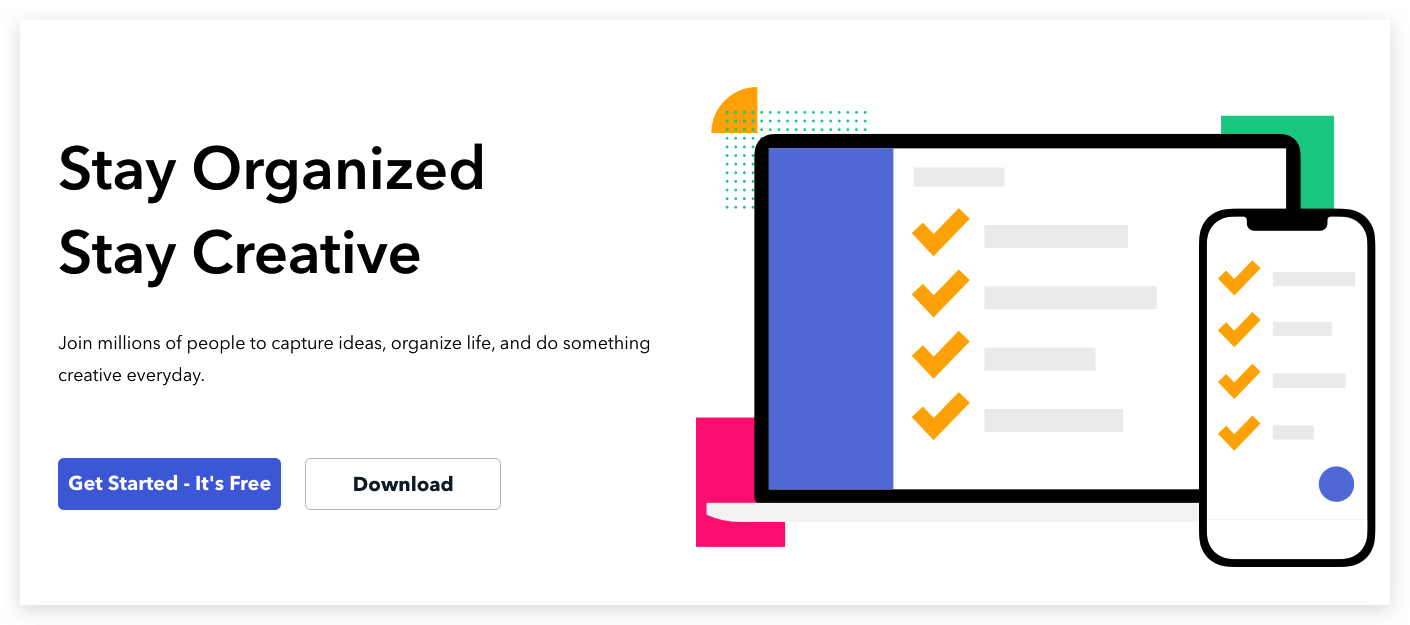 Stay Organized
Stay Creative
Join millions of people to capture ideas, organize life, and do something
creative everyday.
Get Started - It's Free
Download